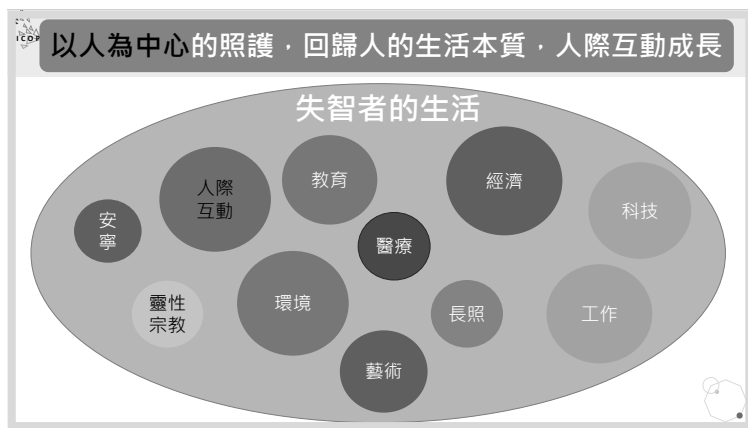 ICOP
以人為中心的照護，回歸人的生活本質，人際互動成長
失智者的生活
人際
互動
教育
經濟
科技
安
寧
醫療
靈性
宗教
環境
長照
工作
藝術